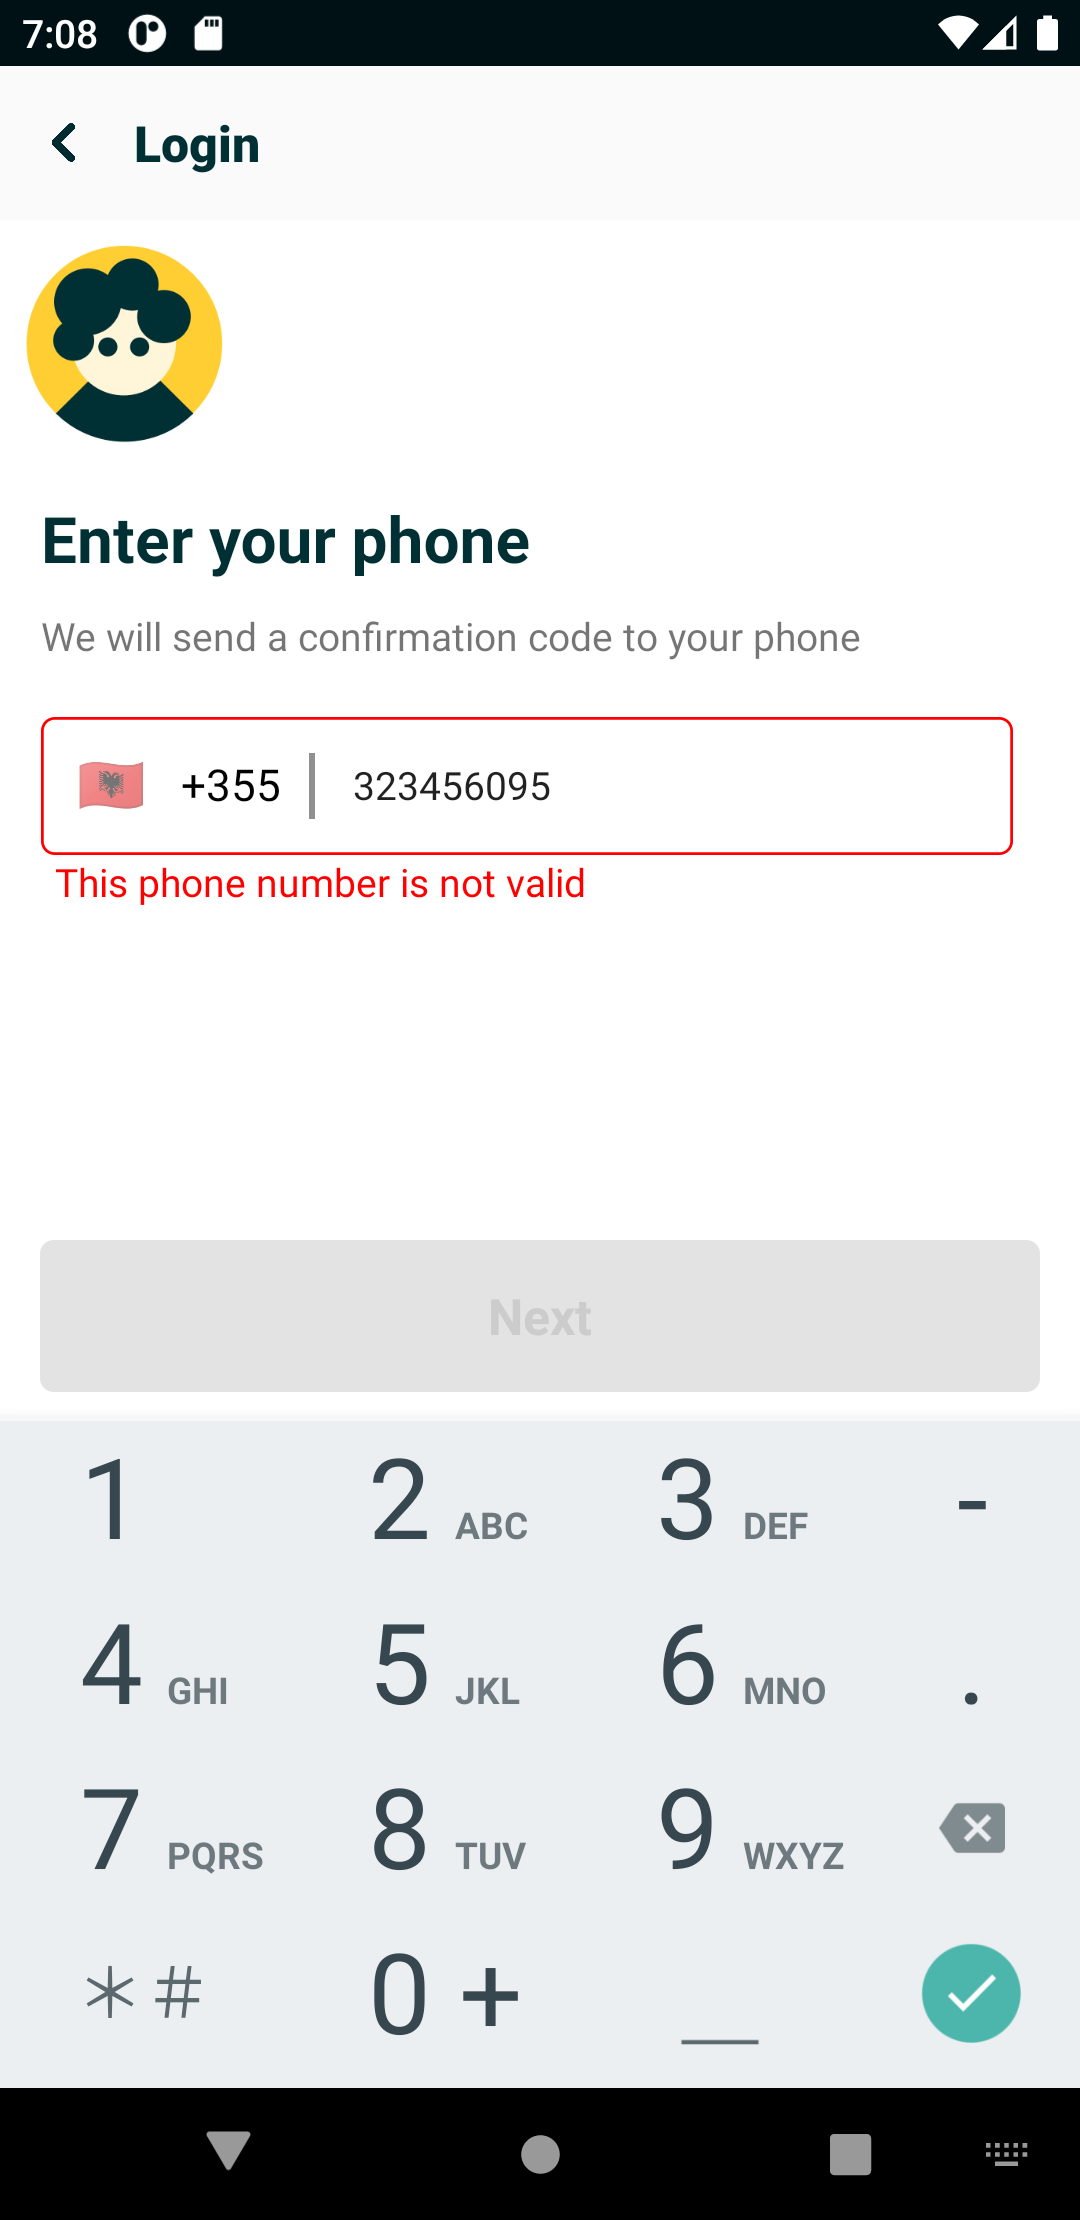 7:08
Login
Enter your phone
We will send a confirmation code to your phone
+355 323456095
This phone number is not valid
Next
1 2 ABC 3 DEF -
4 GHI 5 JKL 6 MNO .
7 PQRS 8 TUV 9 WXYZ
* # 0 + _